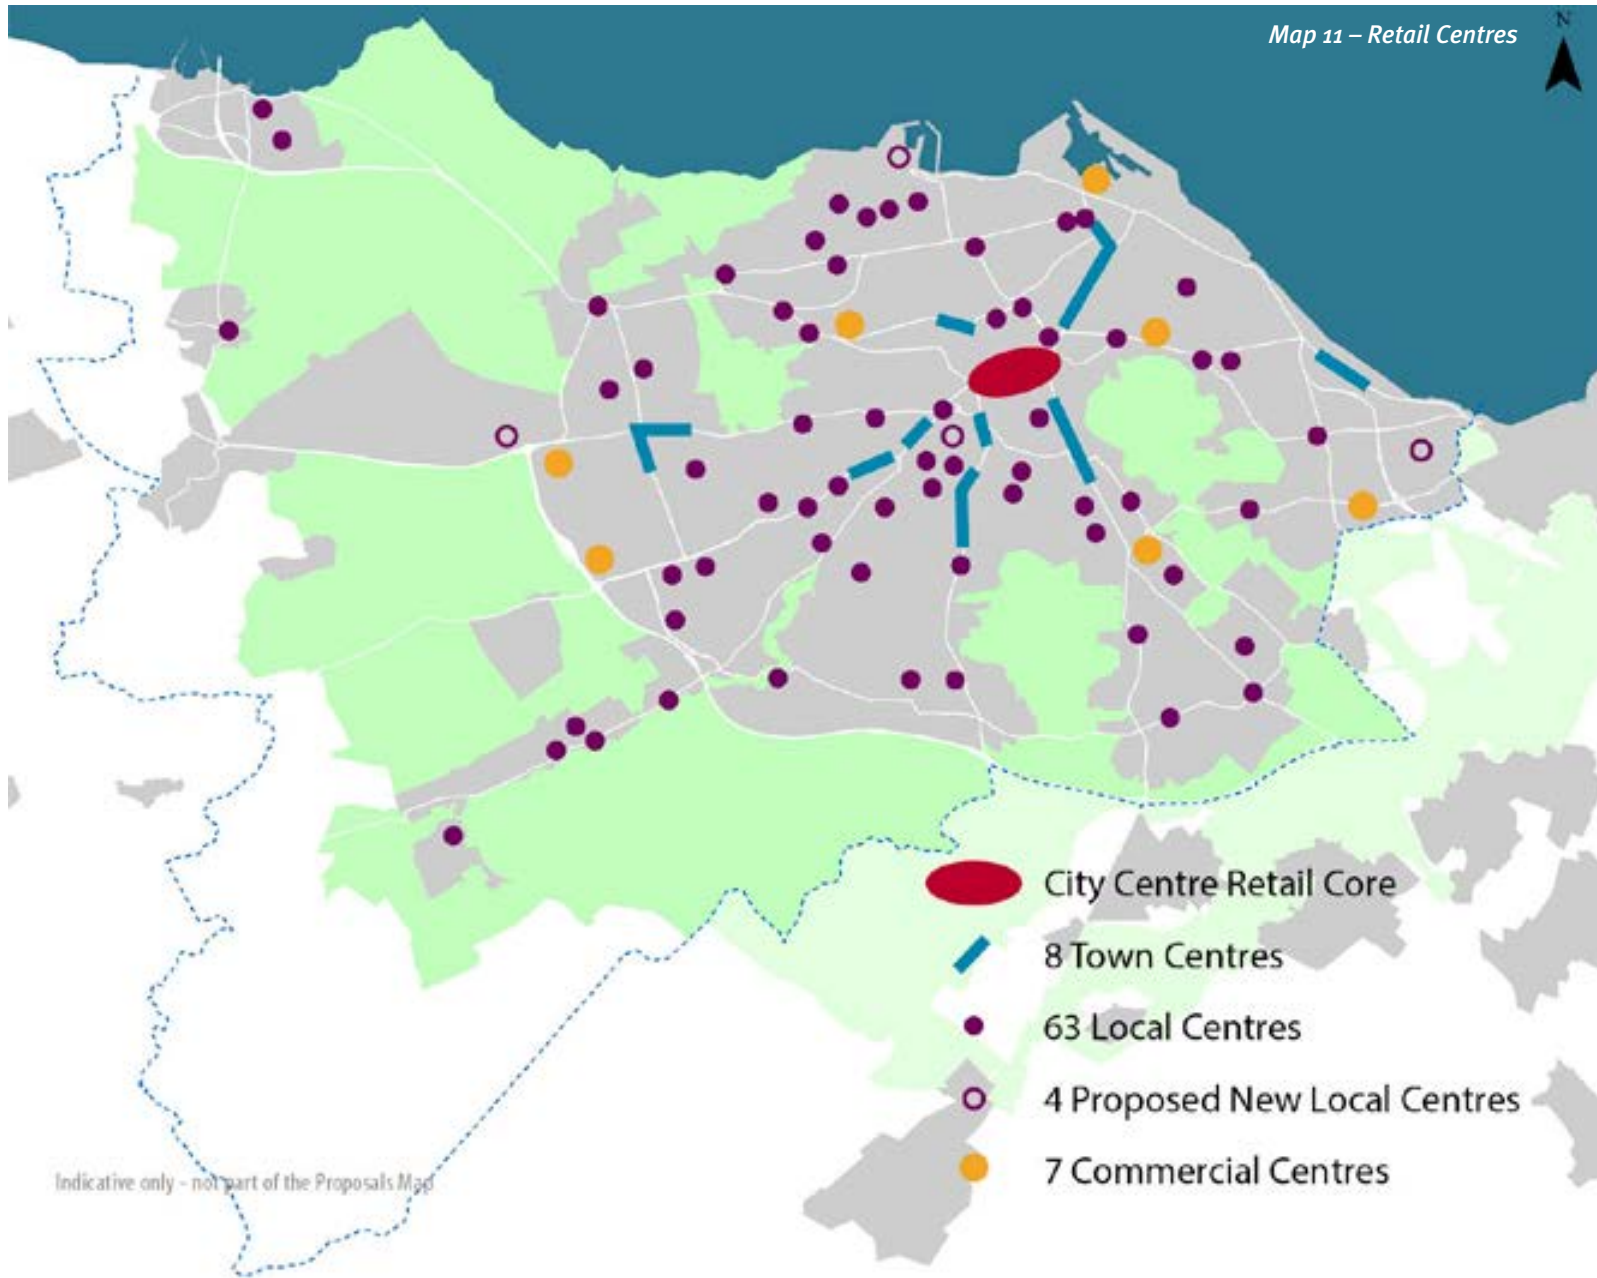 Map 11 – Retail Centres
N
City Centre Retail Core
8 Town Centres
63 Local Centres
4 Proposed New Local Centres
7 Commercial Centres
Indicative only - not part of the Proposals Map